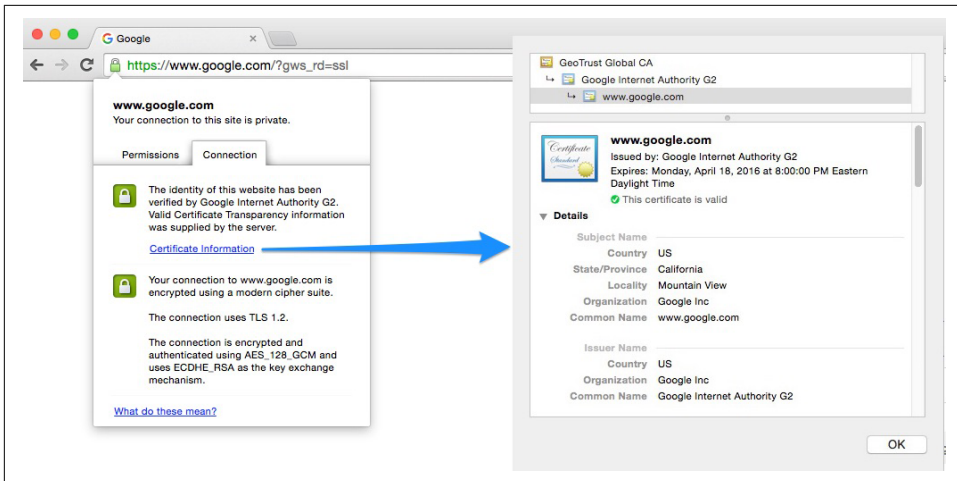 Google
https://www.google.com/?gws_rd=ssl
www.google.com
Your connection to this site is private.
Permissions
Connection
The identity of this website has been
verified by Google Internet Authority G2.
Valid Certificate Transparency information
was supplied by the server.
Certificate Information
Your connection to www.google.com is
encrypted using a modern cipher suite.
The connection uses TLS 1.2.
The connection is encrypted and
authenticated using AES_128_GCM and
uses ECDHE_RSA as the key exchange
mechanism.
What do these mean?
GeoTrust Global CA
Google Internet Authority G2
www.google.com
Certificate
Standard
www.google.com
Issued by: Google Internet Authority G2
Expires: Monday, April 18, 2016 at 8:00:00 PM Eastern
Daylight Time
This certificate is valid
Details
Subject Name
Country US
State/Province California
Locality Mountain View
Organization Google Inc
Common Name www.google.com
Issuer Name
Country US
Organization Google Inc
Common Name Google Internet Authority G2
OK